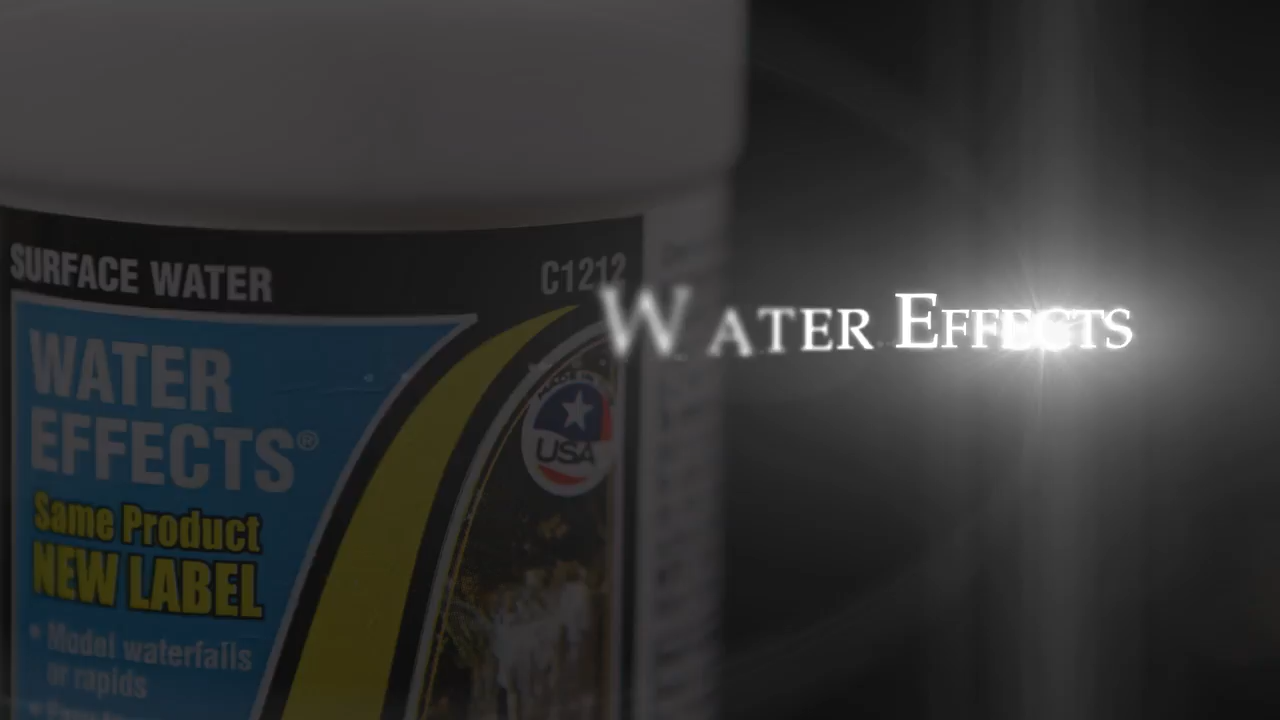 SURFACE WATER
C1212
WATER EFFECTS
WATER
EFFECTS®
USA
Same Product
NEW LABEL
• Model waterfalls
or rapids